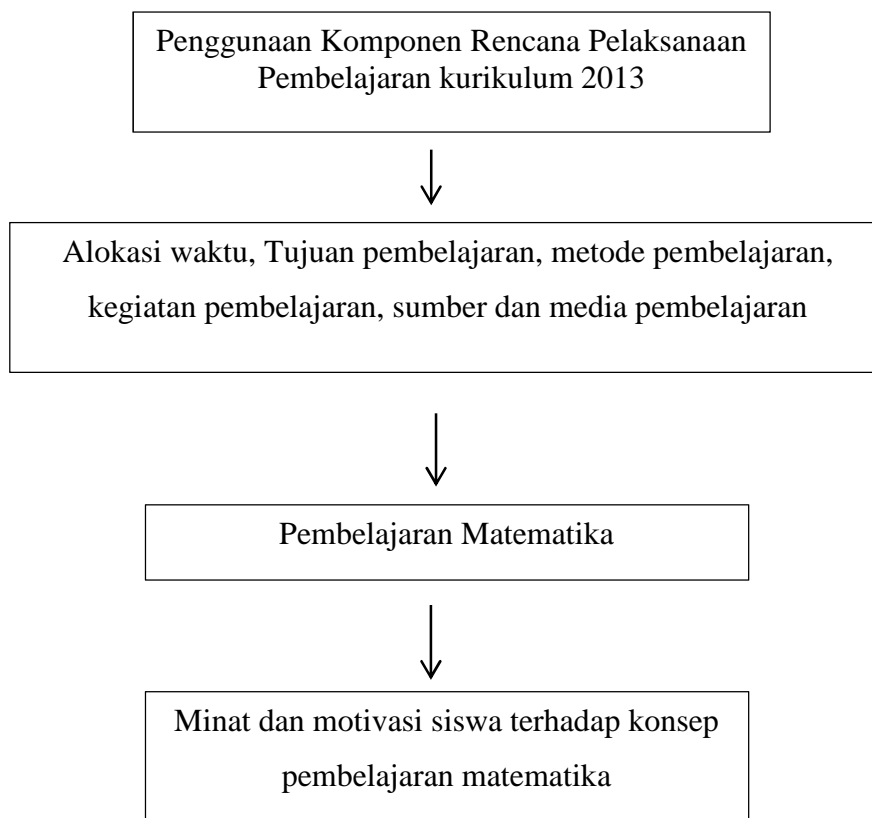 Penggunaan Komponen Rencana Pelaksanaan
Pembelajaran kurikulum 2013
Alokasi waktu, Tujuan pembelajaran, metode pembelajaran,
kegiatan pembelajaran, sumber dan media pembelajaran
Pembelajaran Matematika
Minat dan motivasi siswa terhadap konsep
pembelajaran matematika